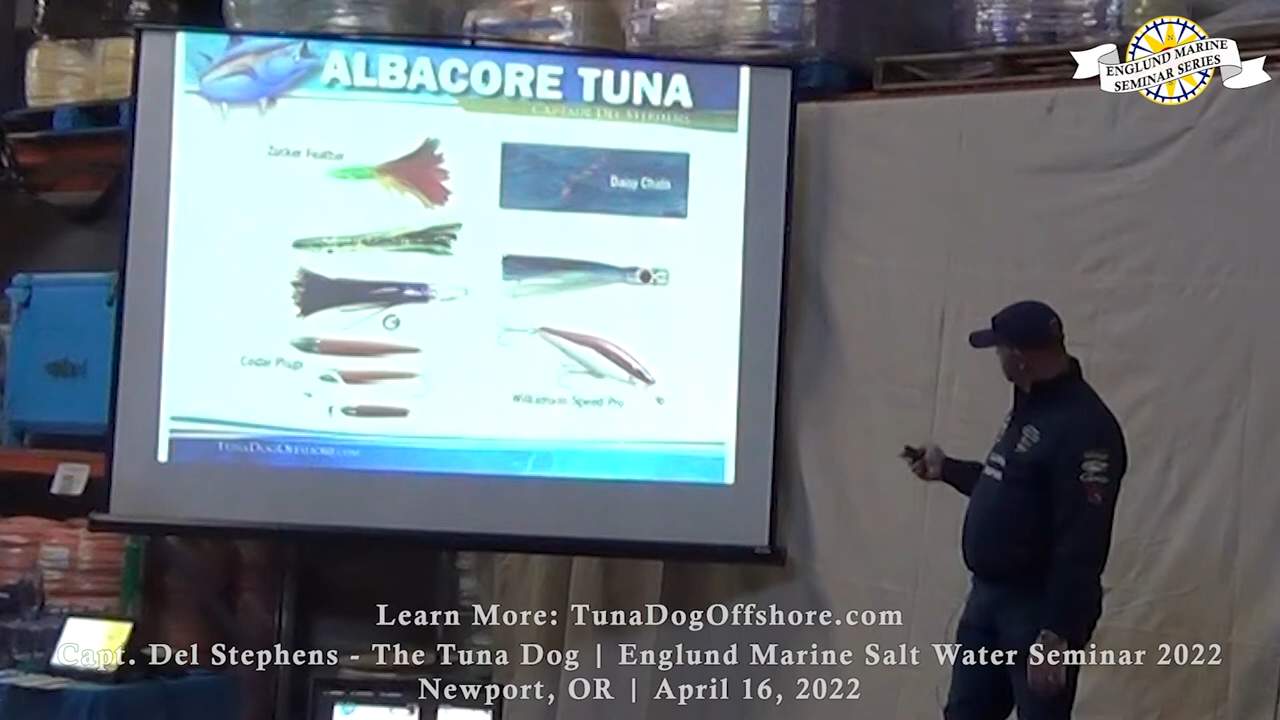 ENGLUND MARINE
SEMINAR SERIES
ALBACORE TUNA
CAPTAIN DEL STEPHENS
Zucker Feather
Daisy Chain
Cedar Plugs
Williamson Speed Pro
TUNADOGOFFSHORE.COM
Learn More: TunaDogOffshore.com
Capt. Del Stephens - The Tuna Dog | Englund Marine Salt Water Seminar 2022
Newport, OR | April 16, 2022